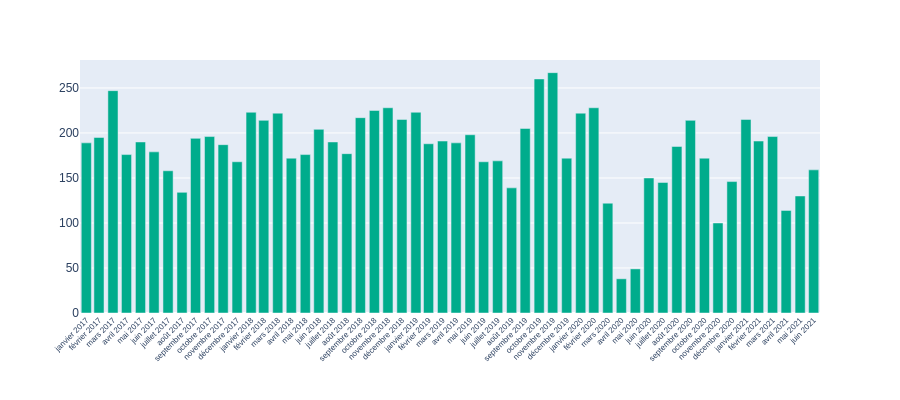 250
200
150
100
50
0
janvier 2017
février 2017
mars 2017
avril 2017
mai 2017
juin 2017
juillet 2017
août 2017
septembre 2017
octobre 2017
novembre 2017
décembre 2017
janvier 2018
février 2018
mars 2018
avril 2018
mai 2018
juin 2018
juillet 2018
août 2018
septembre 2018
octobre 2018
novembre 2018
décembre 2018
janvier 2019
février 2019
mars 2019
avril 2019
mai 2019
juin 2019
juillet 2019
août 2019
septembre 2019
octobre 2019
novembre 2019
décembre 2019
janvier 2020
février 2020
mars 2020
avril 2020
mai 2020
juin 2020
juillet 2020
août 2020
septembre 2020
octobre 2020
novembre 2020
décembre 2020
janvier 2021
février 2021
mars 2021
avril 2021
mai 2021
juin 2021